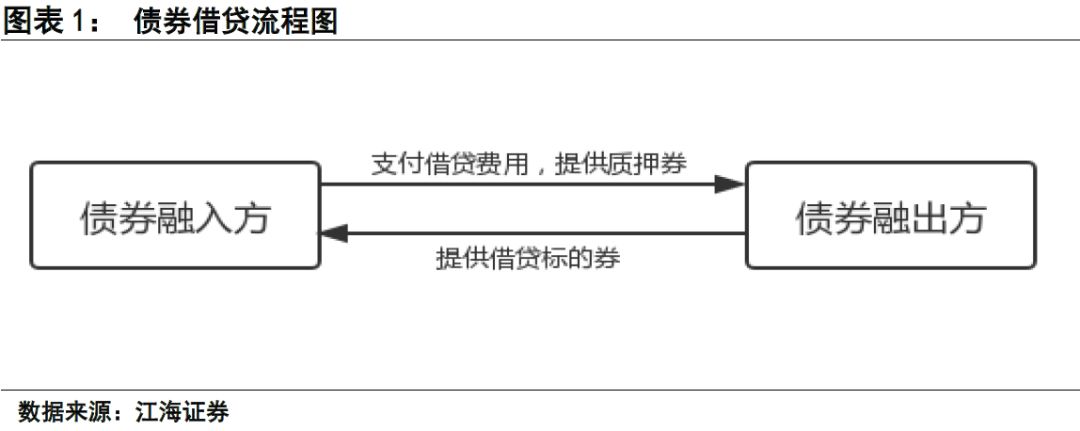 图表 1： 债券借贷流程图
支付借贷费用，提供质押券
债券融入方
债券融出方
提供借贷标的券
数据来源：江海证券